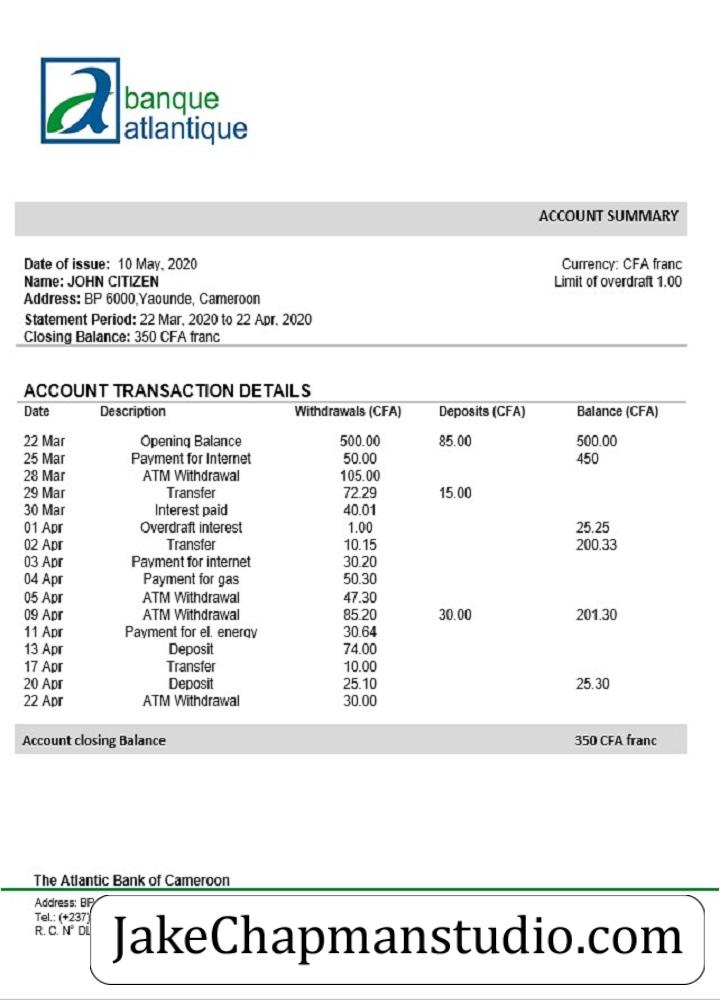 banque
atlantique
ACCOUNT SUMMARY
Date of issue: 10 May, 2020
Name: JOHN CITIZEN
Address: BP 6000,Yaounde, Cameroon
Statement Period: 22 Mar, 2020 to 22 Apr, 2020
Closing Balance: 350 CFA franc
Currency: CFA franc
Limit of overdraft 1.00
ACCOUNT TRANSACTION DETAILS
Date Description Withdrawals (CFA) Deposits (CFA) Balance (CFA)
22 Mar Opening Balance 500.00 85.00 500.00
25 Mar Payment for Internet 50.00 450
28 Mar ATM Withdrawal 105.00
29 Mar Transfer 72.29 15.00
30 Mar Interest paid 40.01
01 Apr Overdraft interest 1.00 25.25
02 Apr Transfer 10.15 200.33
03 Apr Payment for internet 30.20
04 Apr Payment for gas 50.30
05 Apr ATM Withdrawal 47.30
09 Apr ATM Withdrawal 85.20 30.00 201.30
11 Apr Payment for el. energy 30.64
13 Apr Deposit 74.00
17 Apr Transfer 10.00
20 Apr Deposit 25.10 25.30
22 Apr ATM Withdrawal 30.00
Account closing Balance 350 CFA franc
The Atlantic Bank of Cameroon
Address: BP
Tel.: (+237)
R. C. N° DL
JakeChapmanstudio.com